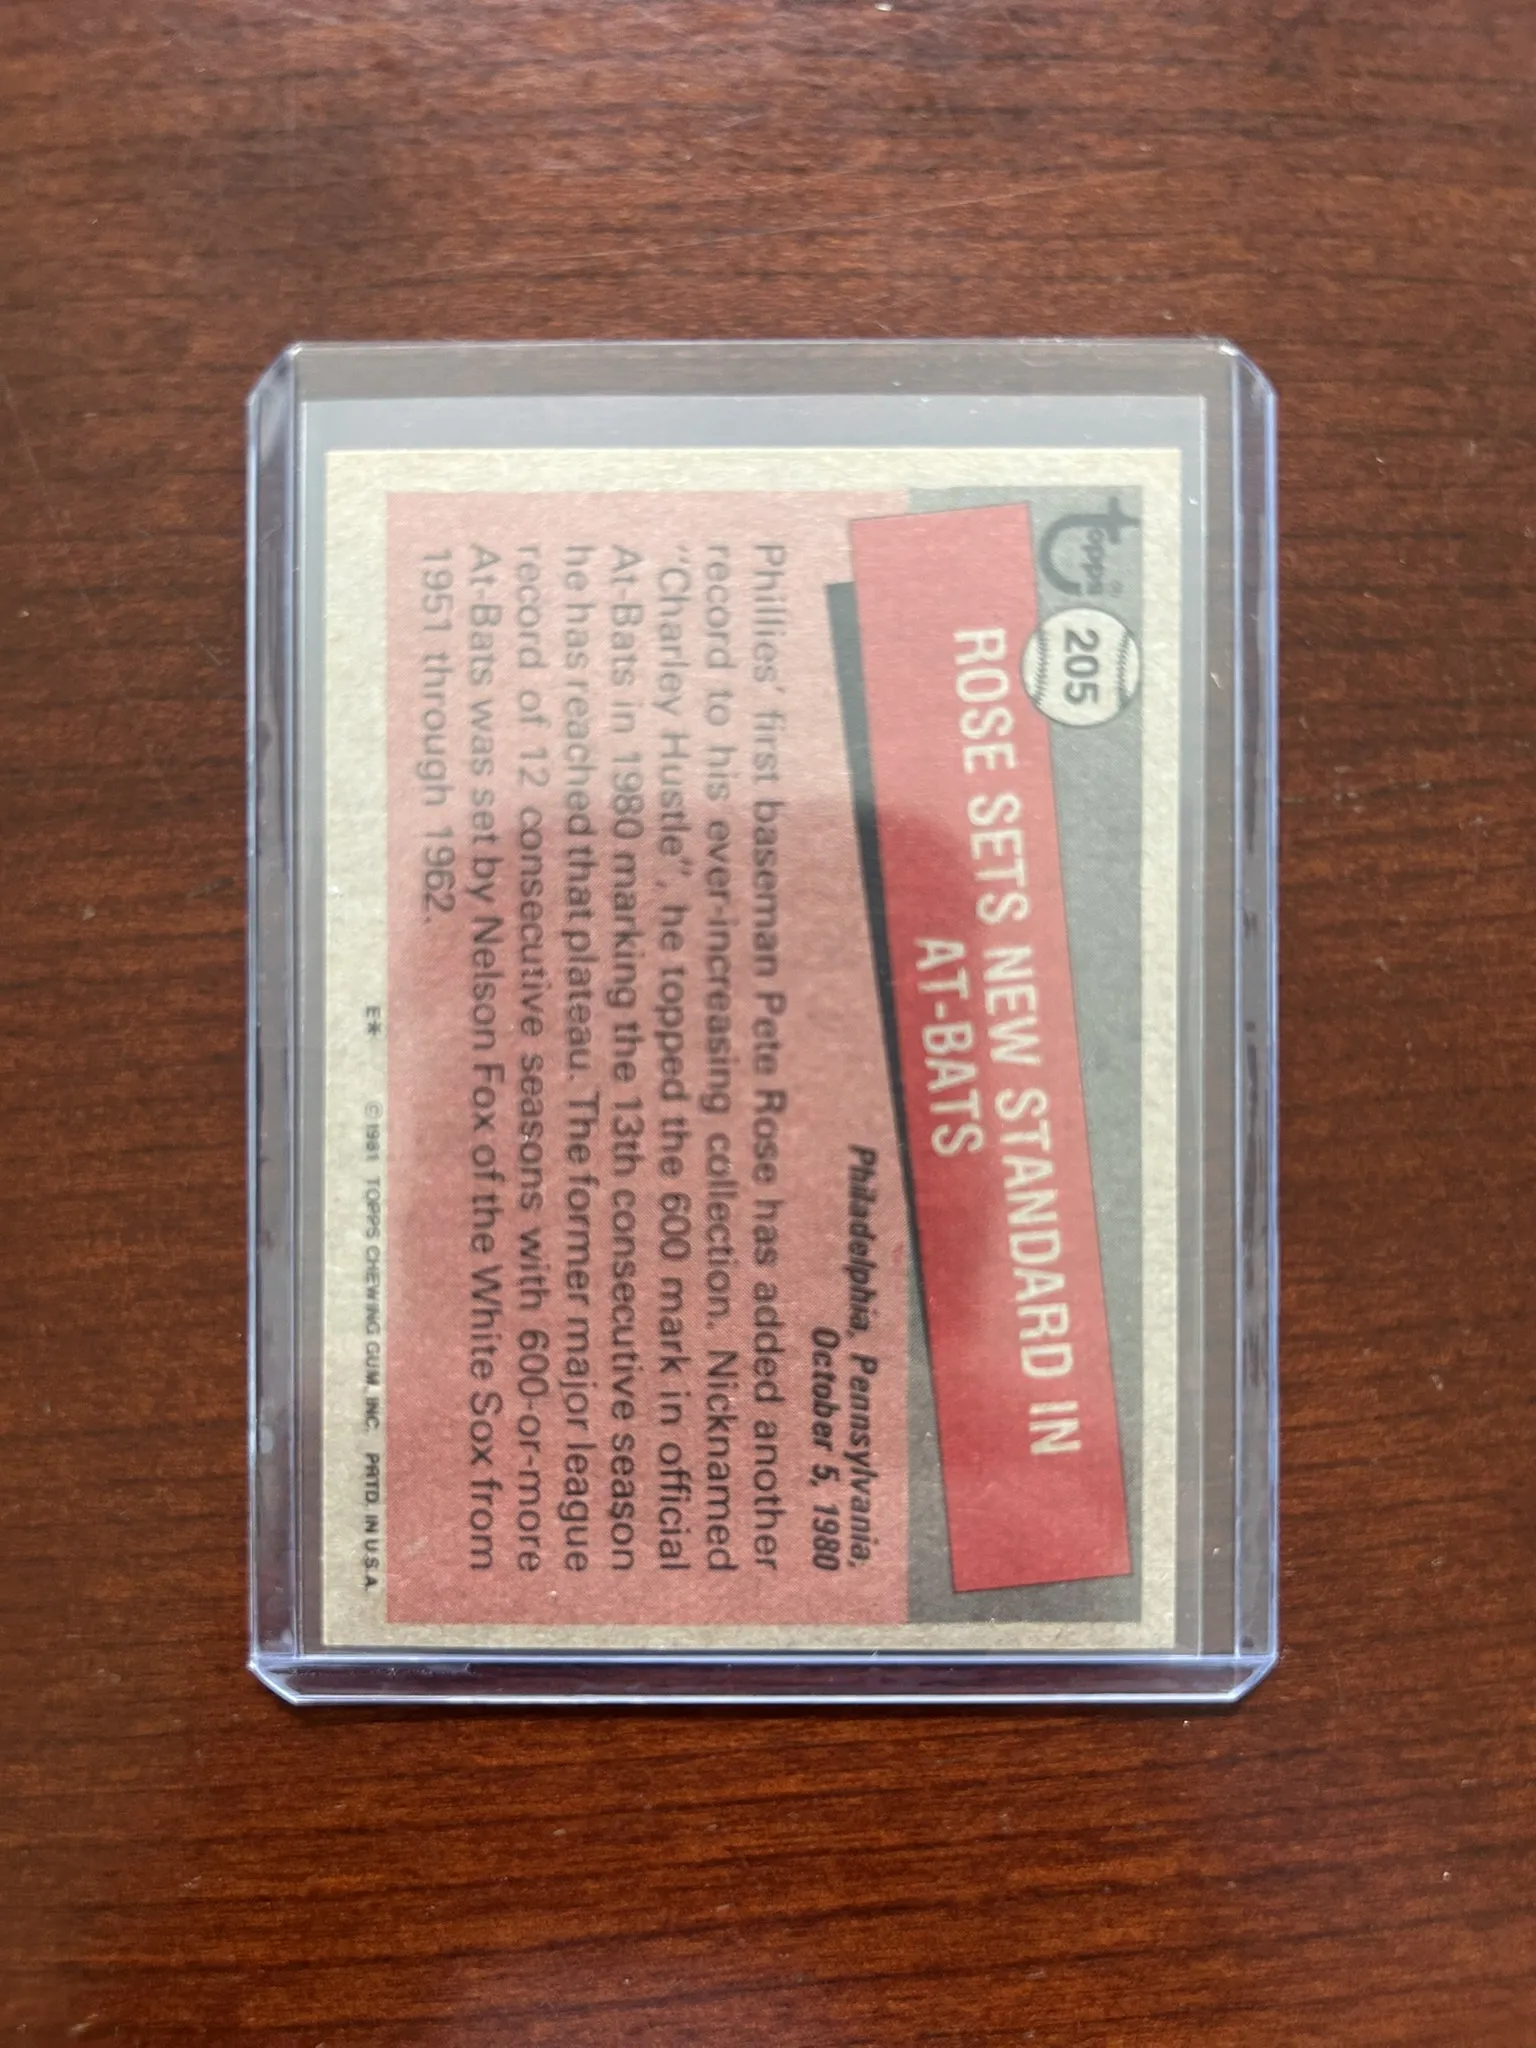 Topps®
205
ROSE SETS NEW STANDARD IN
AT-BATS
Philadelphia, Pennsylvania,
October 5, 1980
Phillies' first baseman Pete Rose has added another
record to his ever-increasing collection. Nicknamed
"Charley Hustle", he topped the 600 mark in official
At-Bats in 1980 marking the 13th consecutive season
he has reached that plateau. The former major league
record of 12 consecutive seasons with 600-or-more
At-Bats was set by Nelson Fox of the White Sox from
1951 through 1962.
E* ©1981 TOPPS CHEWING GUM, INC. PRTD. IN U.S.A.